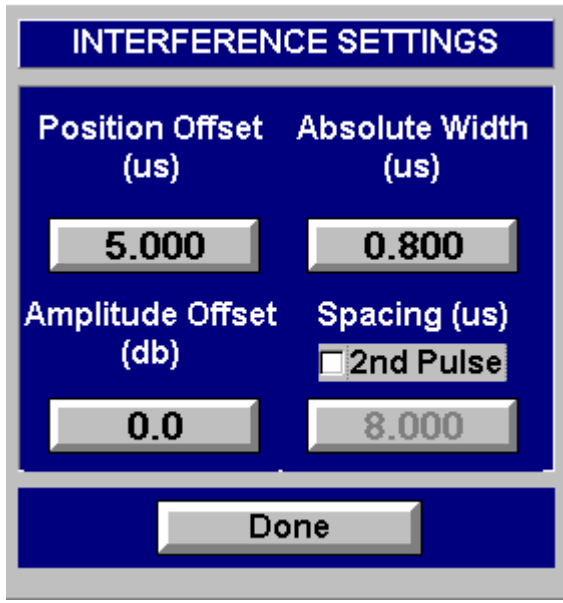 INTERFERENCE SETTINGS
Position Offset Absolute Width
(us) (us)
5.000 0.800
Amplitude Offset Spacing (us)
(db) 2nd Pulse
0.0 8.000
Done